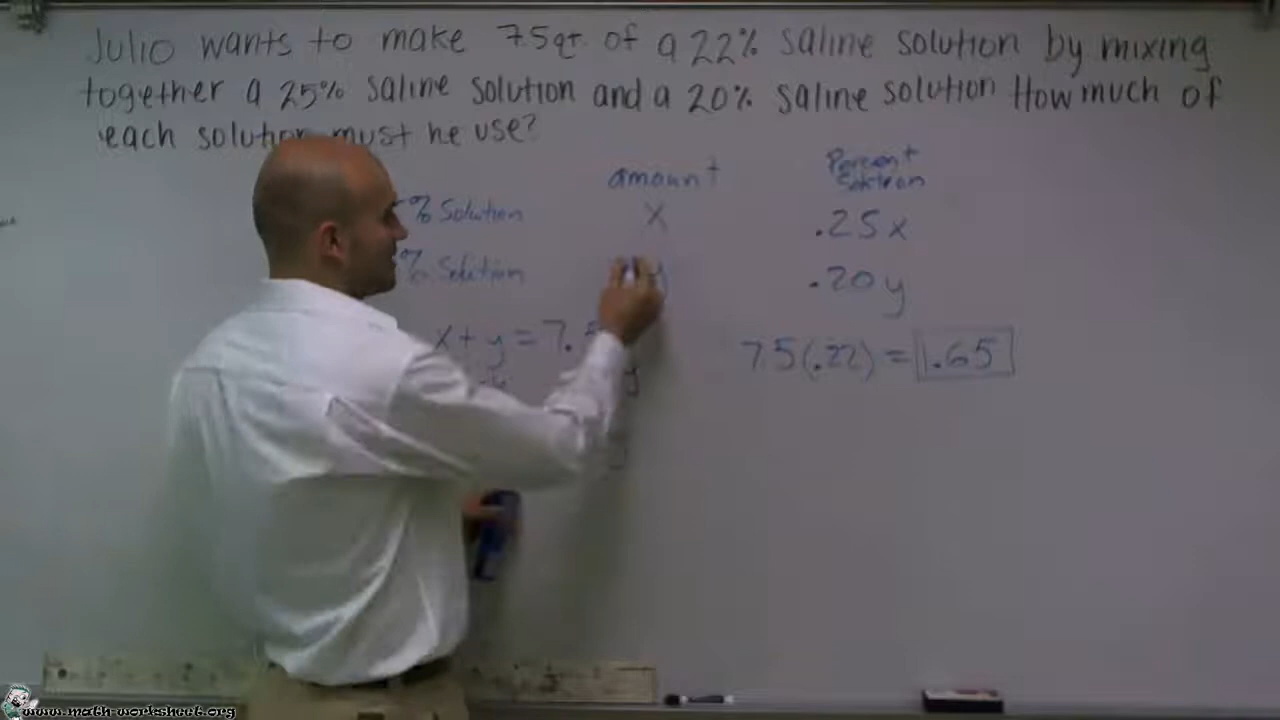 Julio wants to make 7.5qt. of a 22% saline solution by mixing
together a 25% saline solution and a 20% saline solution How much of
each solution must he use?
amount Percent Solution
% Solution X .25x
% Solution y .20y
x + y = 7. 7.5(.22) = 1.65
y
www.math-worksheet.org